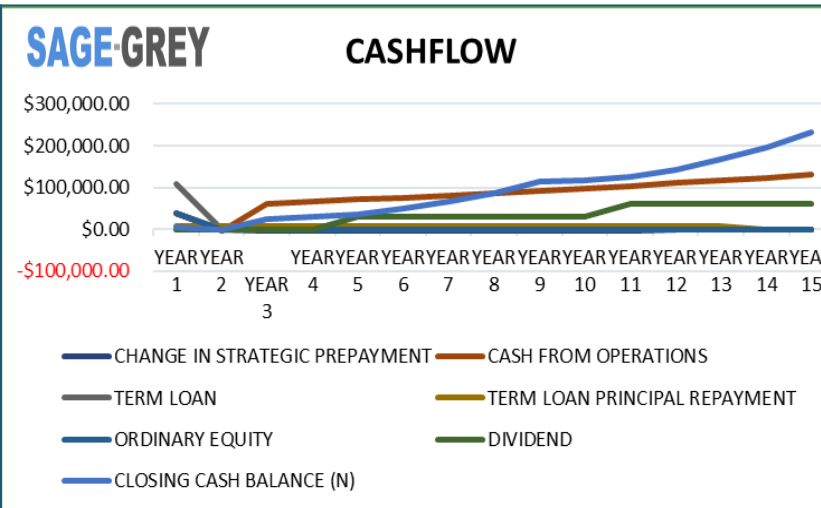 SAGE-GREY
CASHFLOW
$300,000.00
$200,000.00
$100,000.00
$0.00
-$100,000.00
YEAR 1
YEAR 2
YEAR 3
YEAR 4
YEAR 5
YEAR 6
YEAR 7
YEAR 8
YEAR 9
YEAR 10
YEAR 11
YEAR 12
YEAR 13
YEAR 14
YEA 15
CHANGE IN STRATEGIC PREPAYMENT
CASH FROM OPERATIONS
TERM LOAN
TERM LOAN PRINCIPAL REPAYMENT
ORDINARY EQUITY
DIVIDEND
CLOSING CASH BALANCE (N)